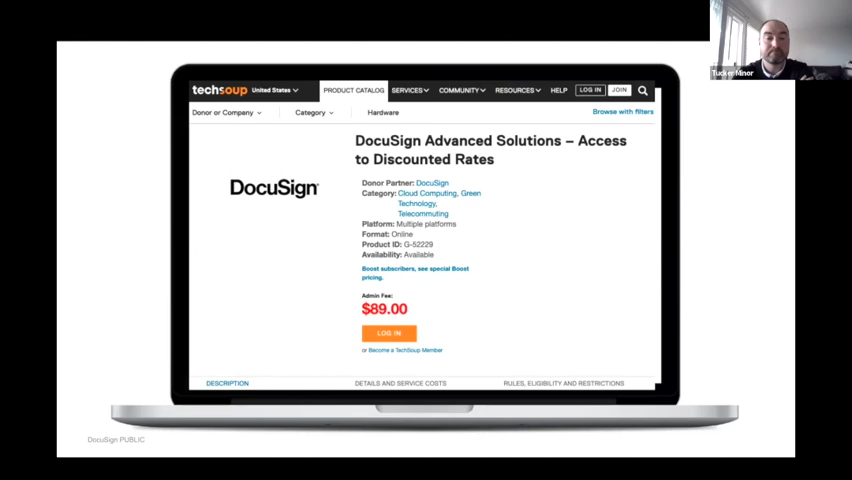 Tucker Minor
techsoup United States PRODUCT CATALOG SERVICES COMMUNITY RESOURCES HELP LOG IN JOIN
Donor or Company Category Hardware Browse with filters
DocuSign Advanced Solutions – Access
to Discounted Rates
DocuSign
Donor Partner: DocuSign
Category: Cloud Computing, Green
Technology,
Telecommuting
Platform: Multiple platforms
Format: Online
Product ID: G-52229
Availability: Available
Boost subscribers, see special Boost
pricing.
Admin Fee:
$89.00
LOG IN
or Become a TechSoup Member
DESCRIPTION DETAILS AND SERVICE COSTS RULES, ELIGIBILITY AND RESTRICTIONS
DocuSign PUBLIC